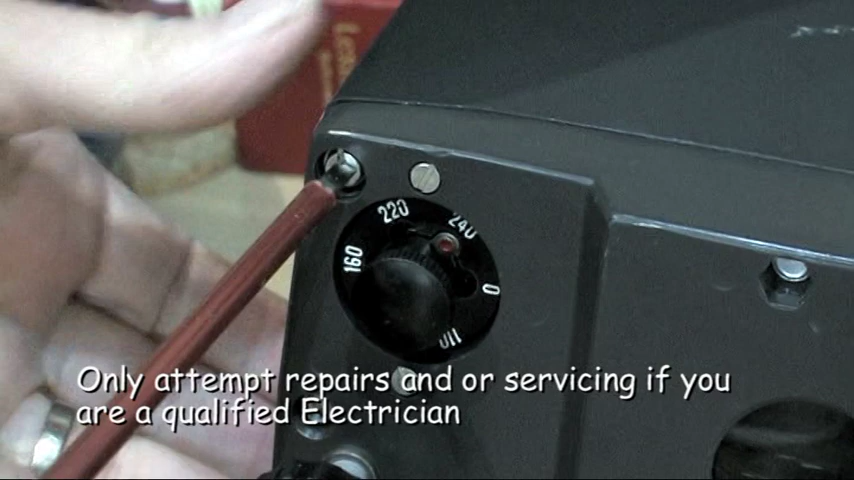 220
240
160
0
110
Only attempt repairs and or servicing if you
are a qualified Electrician